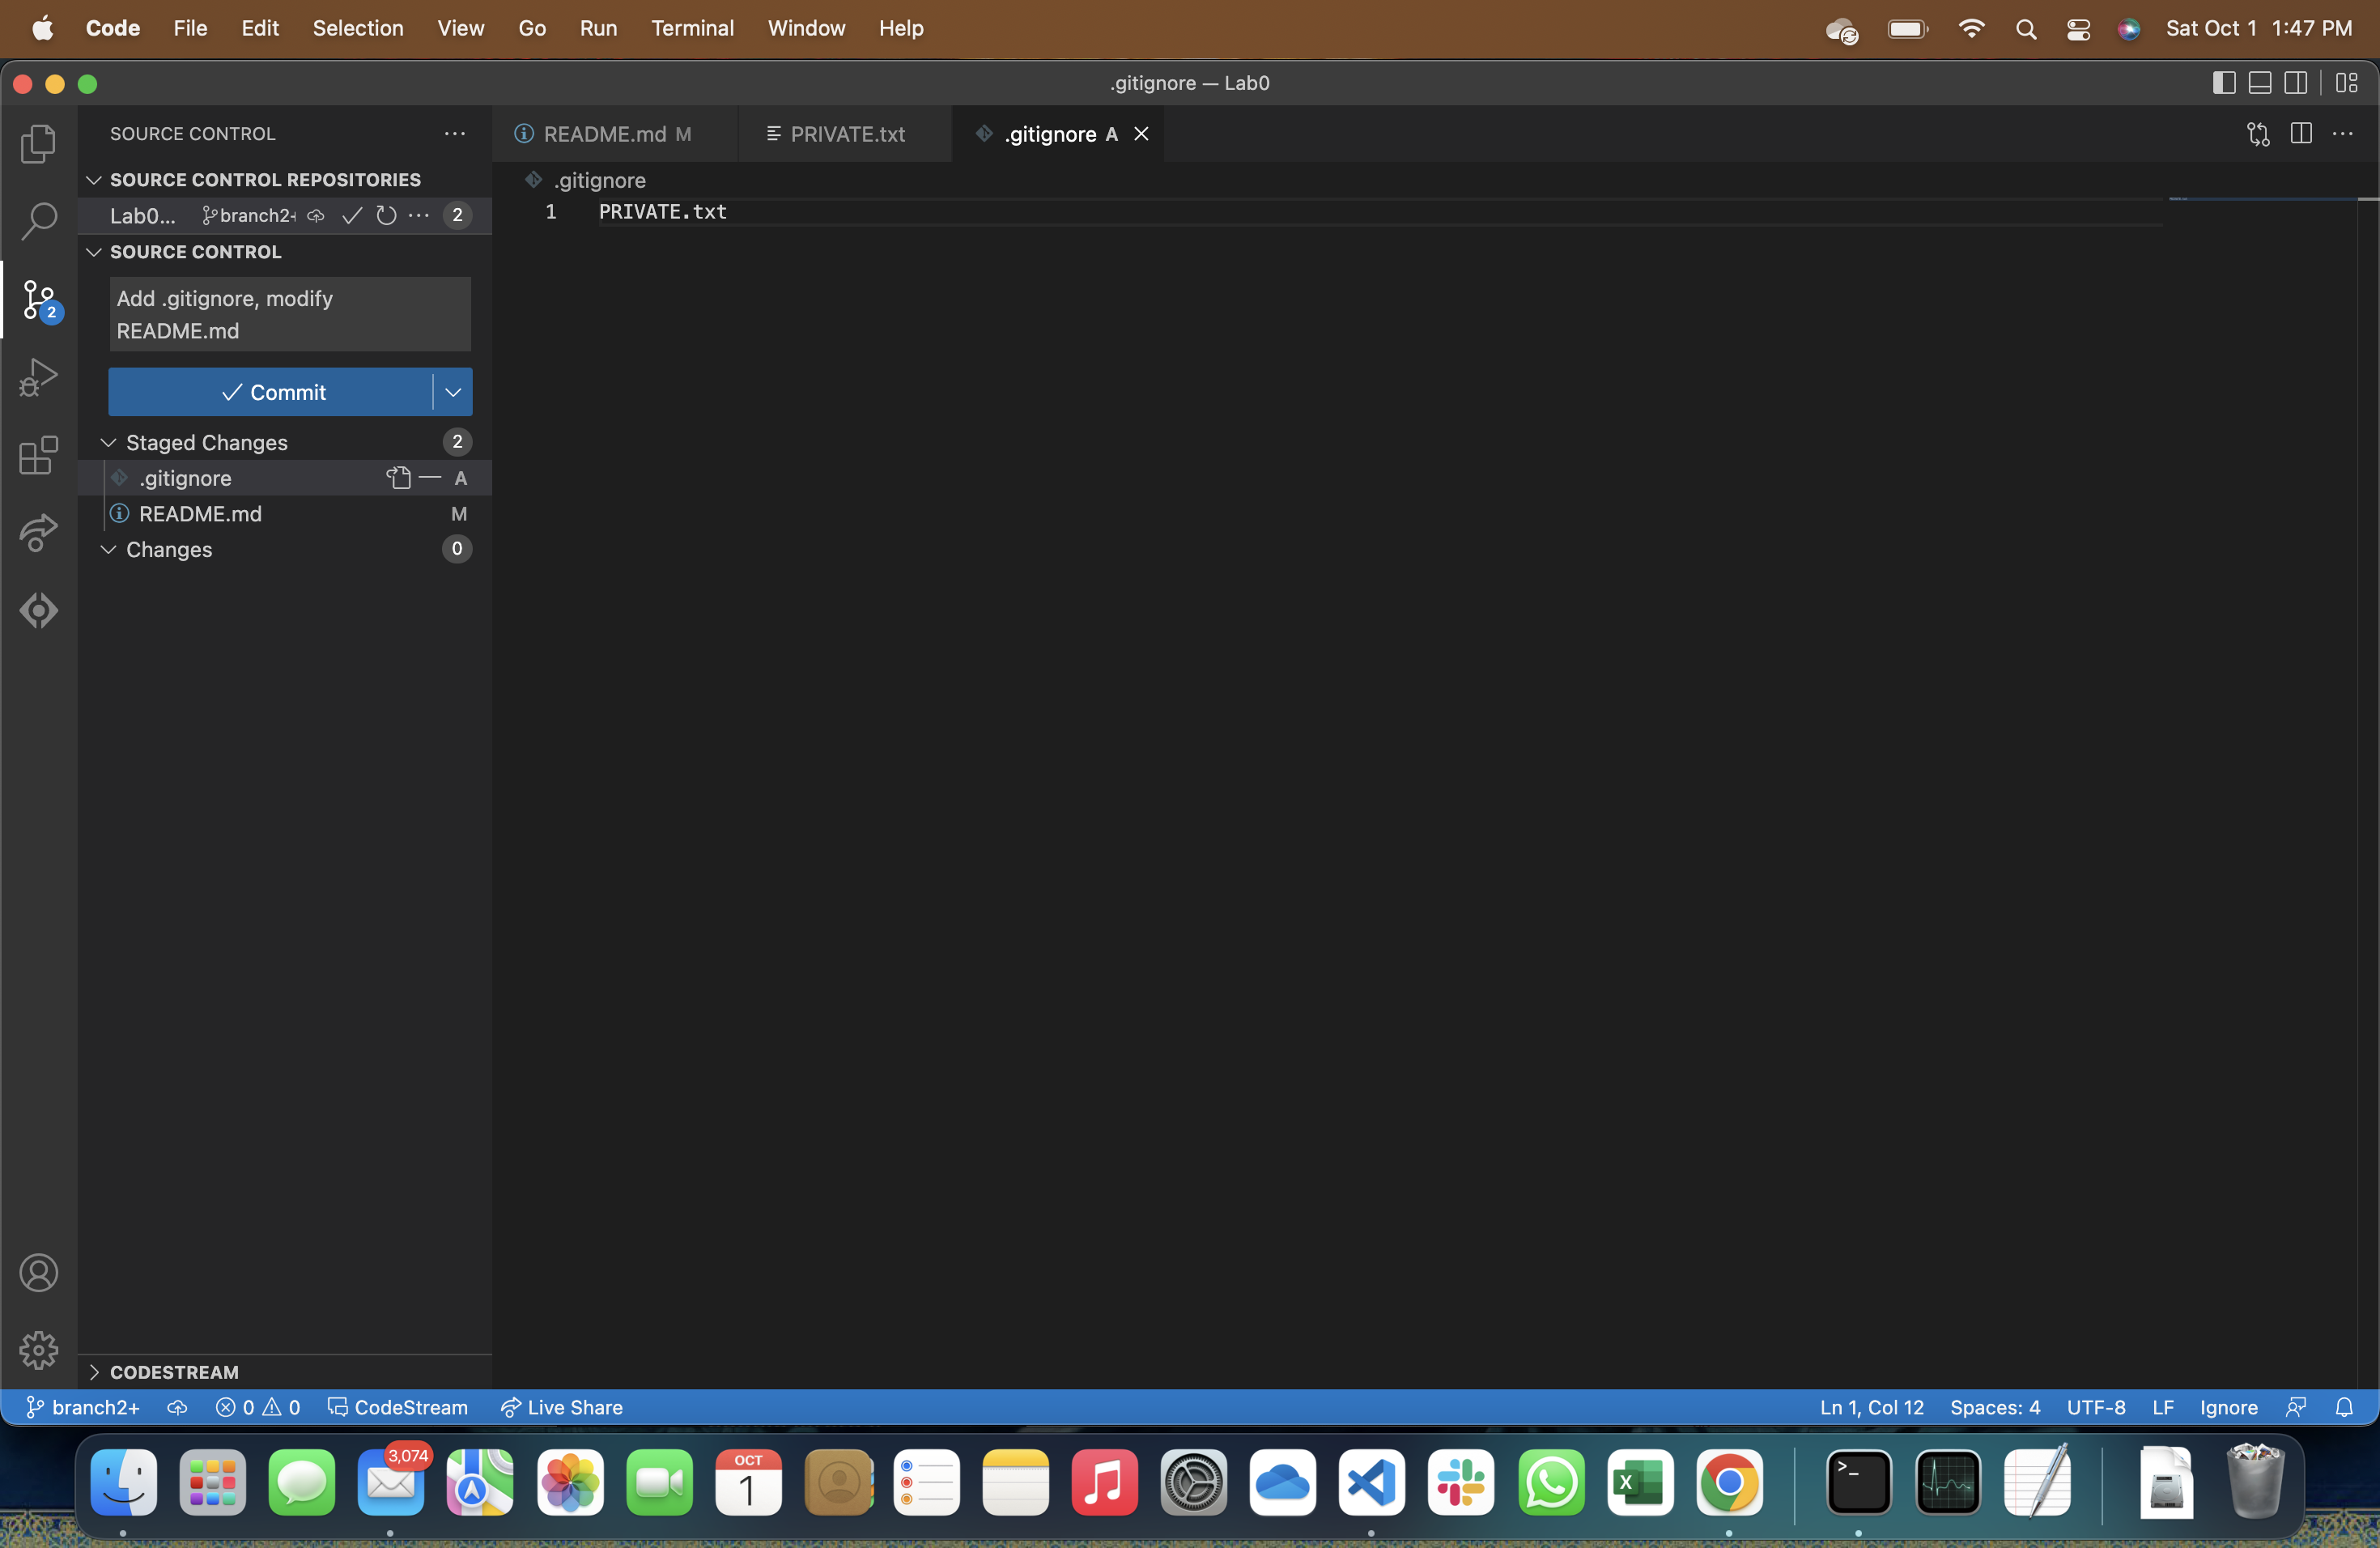 Code File Edit Selection View Go Run Terminal Window Help Sat Oct 1 1:47 PM
.gitignore — Lab0
SOURCE CONTROL
README.md M PRIVATE.txt .gitignore A
SOURCE CONTROL REPOSITORIES
.gitignore
Lab0... branch2+ 2
1 PRIVATE.txt
SOURCE CONTROL
2
Add .gitignore, modify
README.md
Commit
Staged Changes 2
.gitignore A
README.md M
Changes 0
CODESTREAM
branch2+ 0 0 CodeStream Live Share Ln 1, Col 12 Spaces: 4 UTF-8 LF Ignore
3,074
OCT
1
X
>_